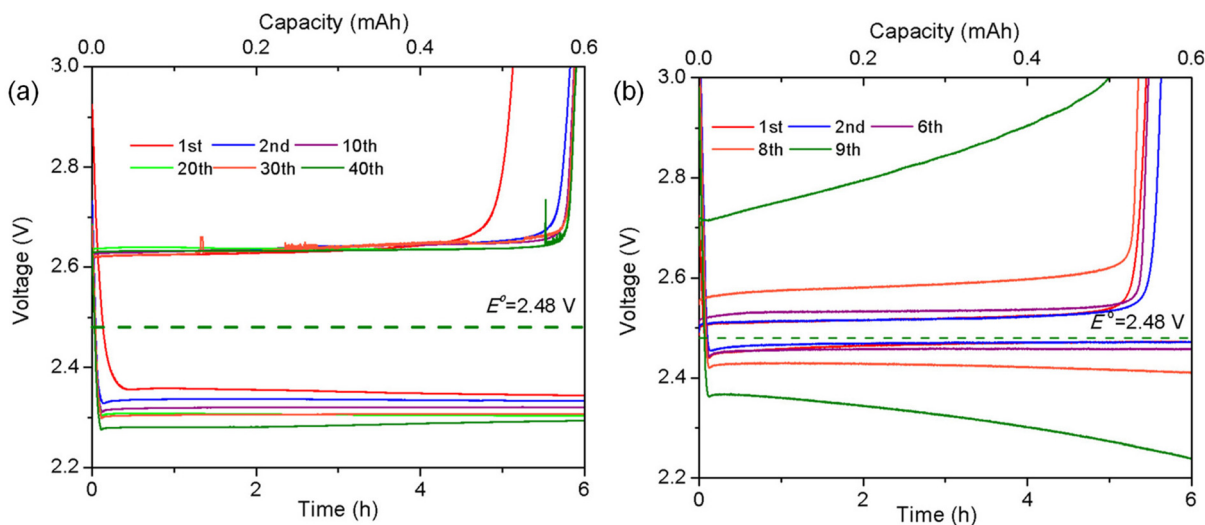 (a)
Capacity (mAh)
0.0 0.2 0.4 0.6
3.0
2.8
2.6
2.4
2.2
Voltage (V)
1st 2nd 10th
20th 30th 40th
E°=2.48 V
0 2 4 6
Time (h)
(b)
Capacity (mAh)
0.0 0.2 0.4 0.6
3.0
2.8
2.6
2.4
2.2
Voltage (V)
1st 2nd 6th
8th 9th
E°=2.48 V
0 2 4 6
Time (h)